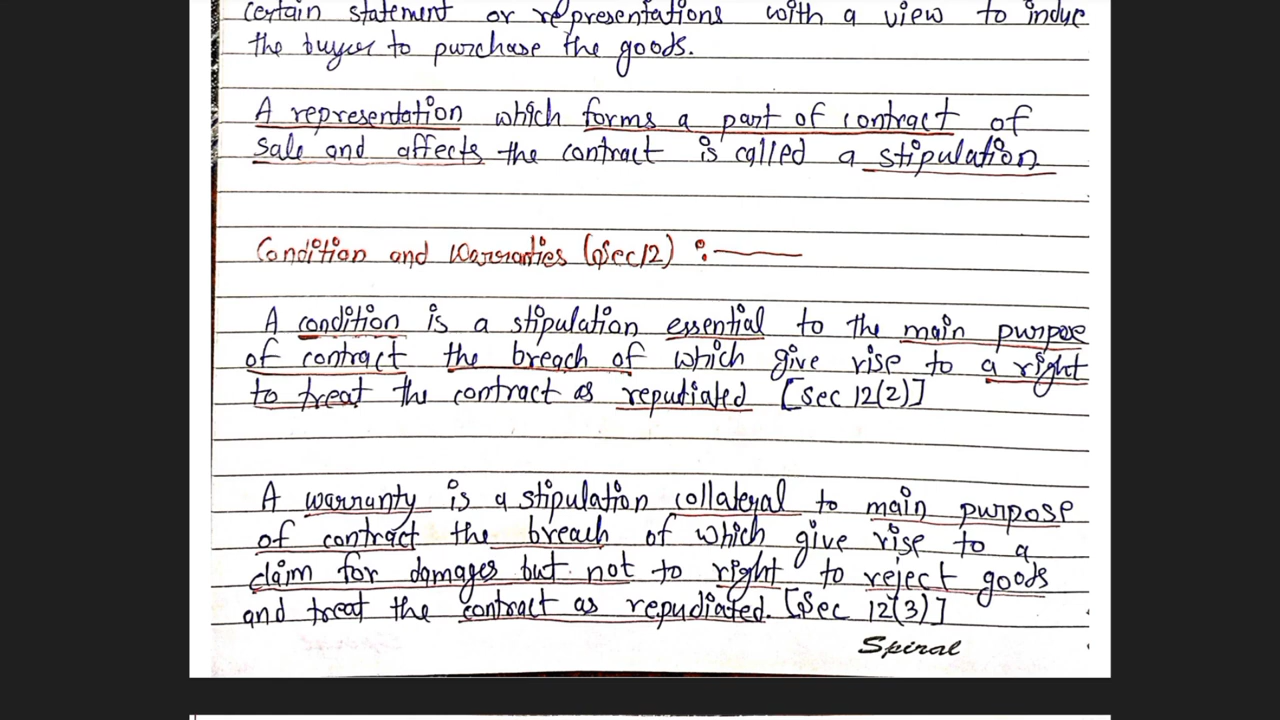 certain statement or representations with a view to induce
the buyer to purchase the goods.
A representation which forms a part of contract of
sale and affects the contract is called a stipulation
Condition and Warranties (Sec 12) :-
A condition is a stipulation essential to the main purpose
of contract the breach of which give rise to a right
to treat the contract as repudiated [Sec 12(2)]
A warranty is a stipulation collateral to main purpose
of contract the breach of which give rise to a
claim for damages but not to right to reject goods
and treat the contract as repudiated. [Sec 12(3)]
Spiral